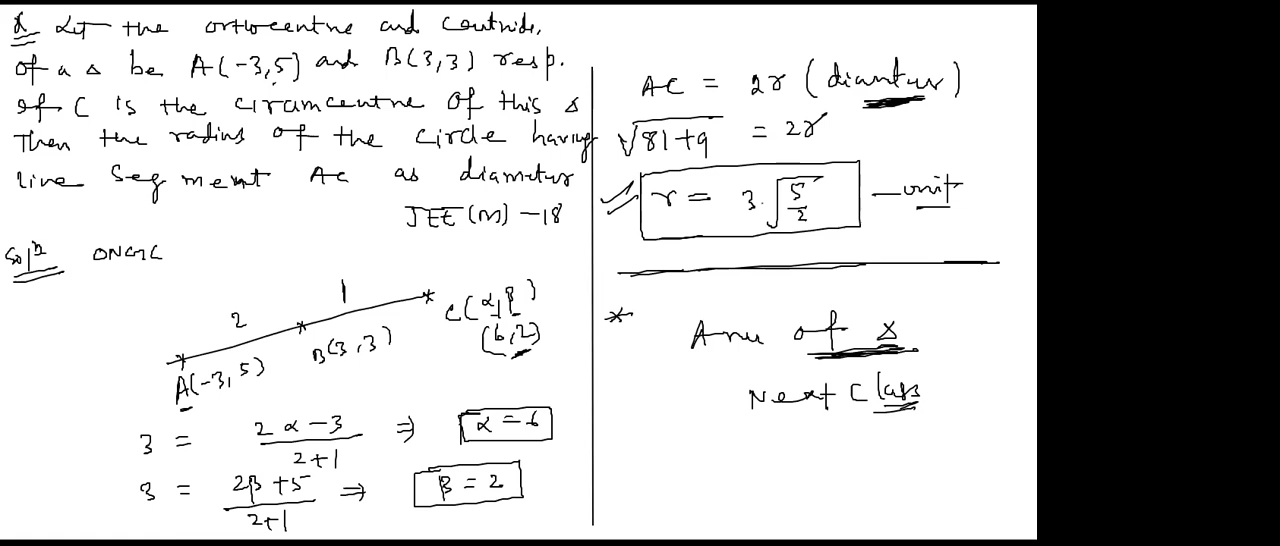 Q Let the orthocentre and centroid,
of a Δ be A(-3,5) and B(3,3) resp.
If C is the circumcentre of this Δ
Then the radius of the circle having
line segment AC as diameter
JEE (M) -18
Solⁿ ONGC
2 1
A(-3,5) B(3,3) C(α,β)
(6,2)
3 = (2α-3)/(2+1) ⇒ α = 6
3 = (2β+5)/(2+1) ⇒ β = 2
AC = 2r (diameter)
√(81+9) = 2r
r = 3.√(5/2) — unit
* Area of Δ
Next Class